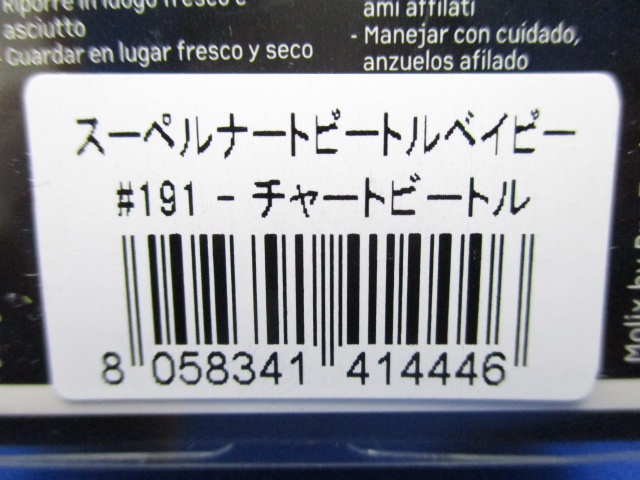 Riporre in luogo fresco e
asciutto
- Guardar en lugar fresco y seco
ami affilati
- Manejar con cuidado,
anzuelos afilado
スーペルナートビートルベイビー
#191 - チャートビートル
8 058341 414446
Molix by